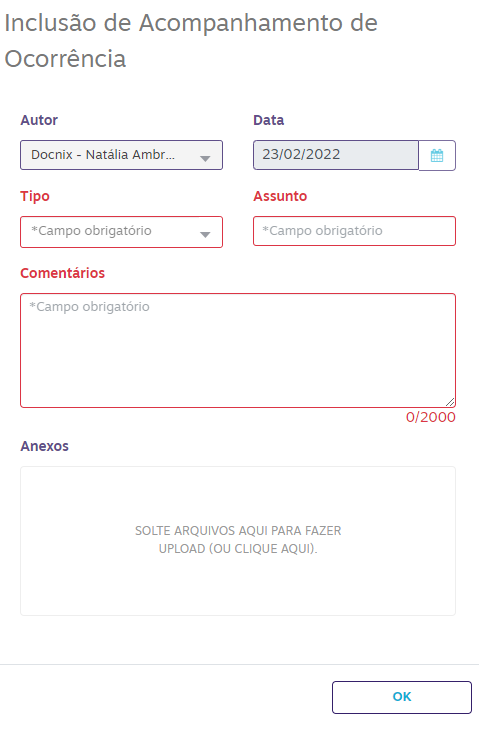 Inclusão de Acompanhamento de
Ocorrência
Autor
Data
Docnix - Natália Ambr...
23/02/2022
Tipo
Assunto
*Campo obrigatório
*Campo obrigatório
Comentários
*Campo obrigatório
0/2000
Anexos
SOLTE ARQUIVOS AQUI PARA FAZER
UPLOAD (OU CLIQUE AQUI).
OK